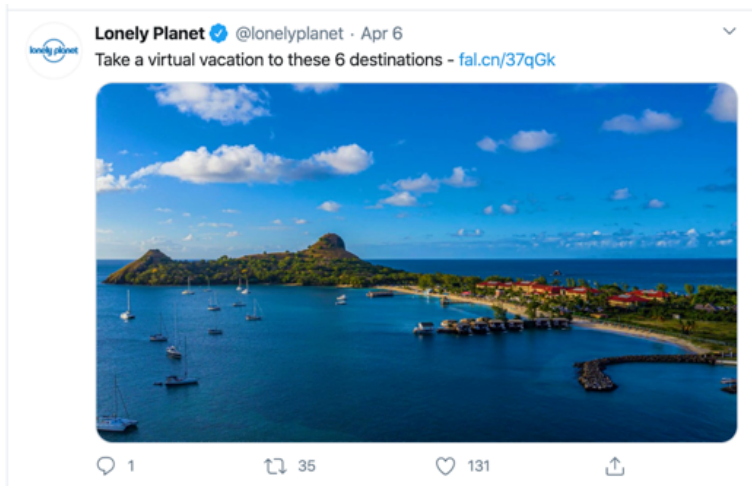 Lonely Planet @lonelyplanet · Apr 6
lonely planet
Take a virtual vacation to these 6 destinations - fal.cn/37qGk
1 35 131